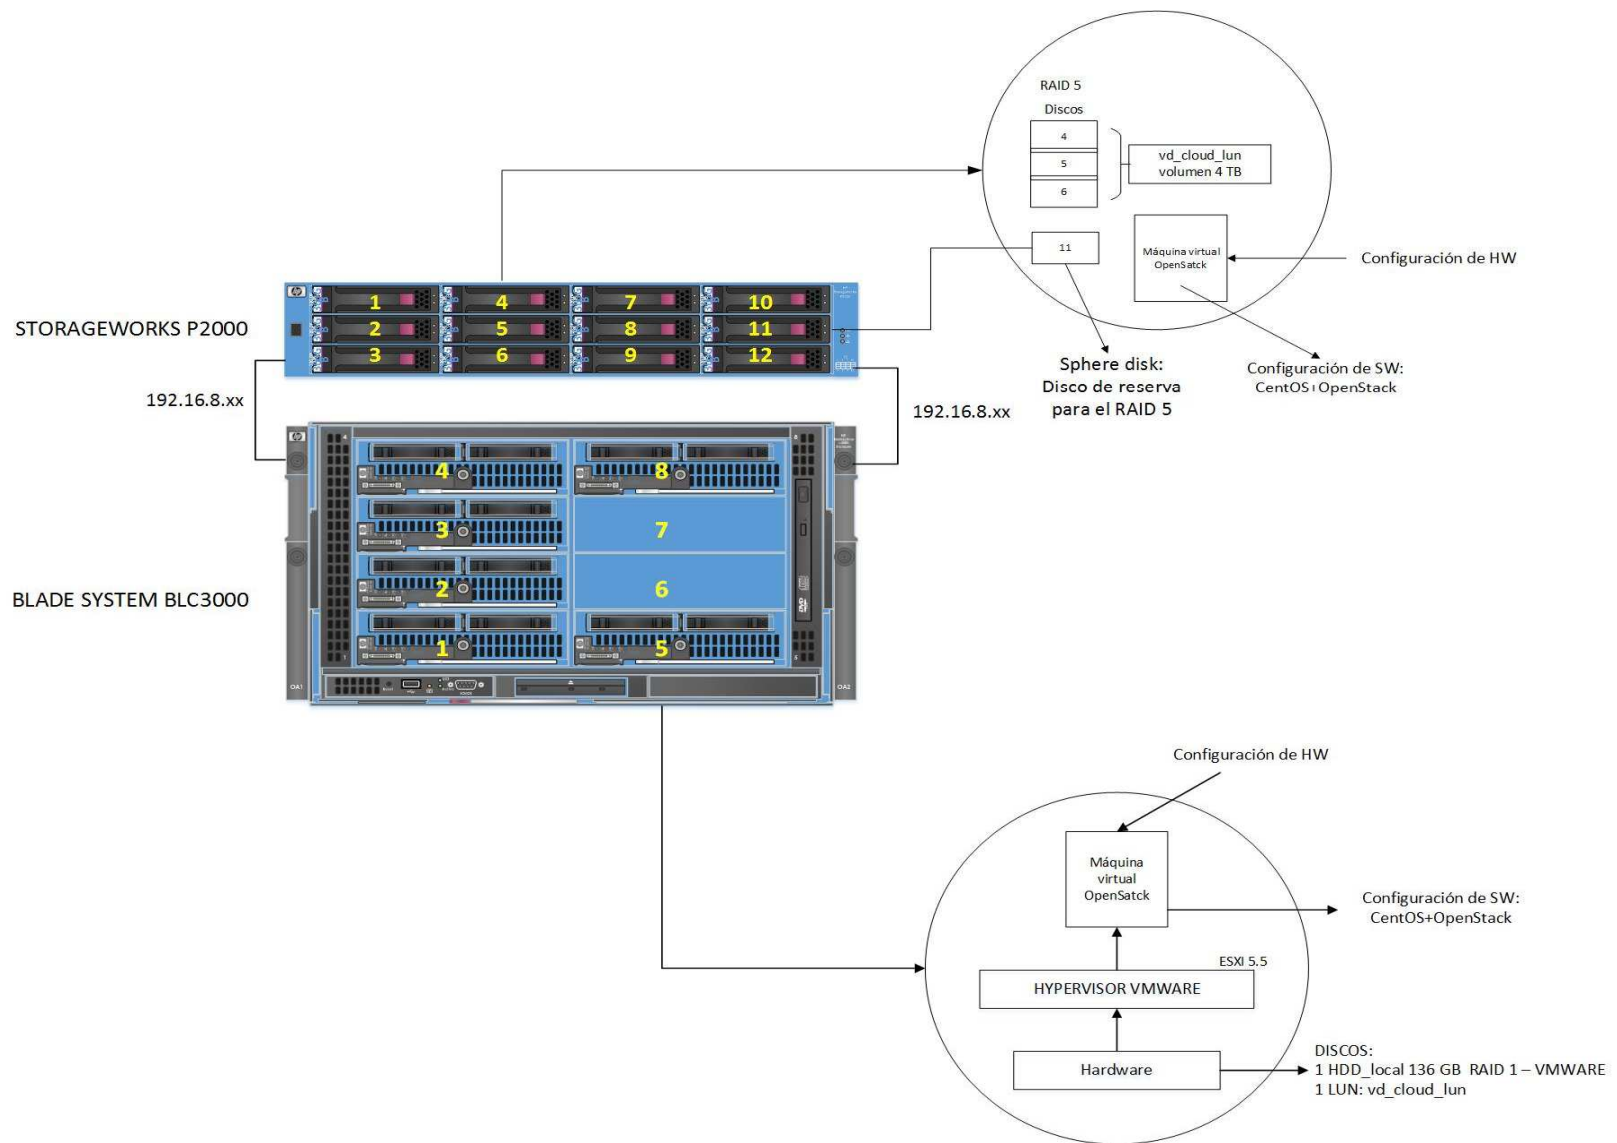 RAID 5
Discos
4
5
6
vd_cloud_lun
volumen 4 TB
11
Máquina virtual
OpenSatck
Configuración de HW
Sphere disk:
Disco de reserva
para el RAID 5
Configuración de SW:
CentOS+OpenStack
STORAGEWORKS P2000
1
4
7
10
2
5
8
11
3
6
9
12
192.16.8.xx
192.16.8.xx
BLADE SYSTEM BLC3000
4
8
3
7
2
6
1
5
OA1
OA2
Configuración de HW
Máquina
virtual
OpenSatck
Configuración de SW:
CentOS+OpenStack
ESXI 5.5
HYPERVISOR VMWARE
Hardware
DISCOS:
1 HDD_local 136 GB RAID 1 – VMWARE
1 LUN: vd_cloud_lun